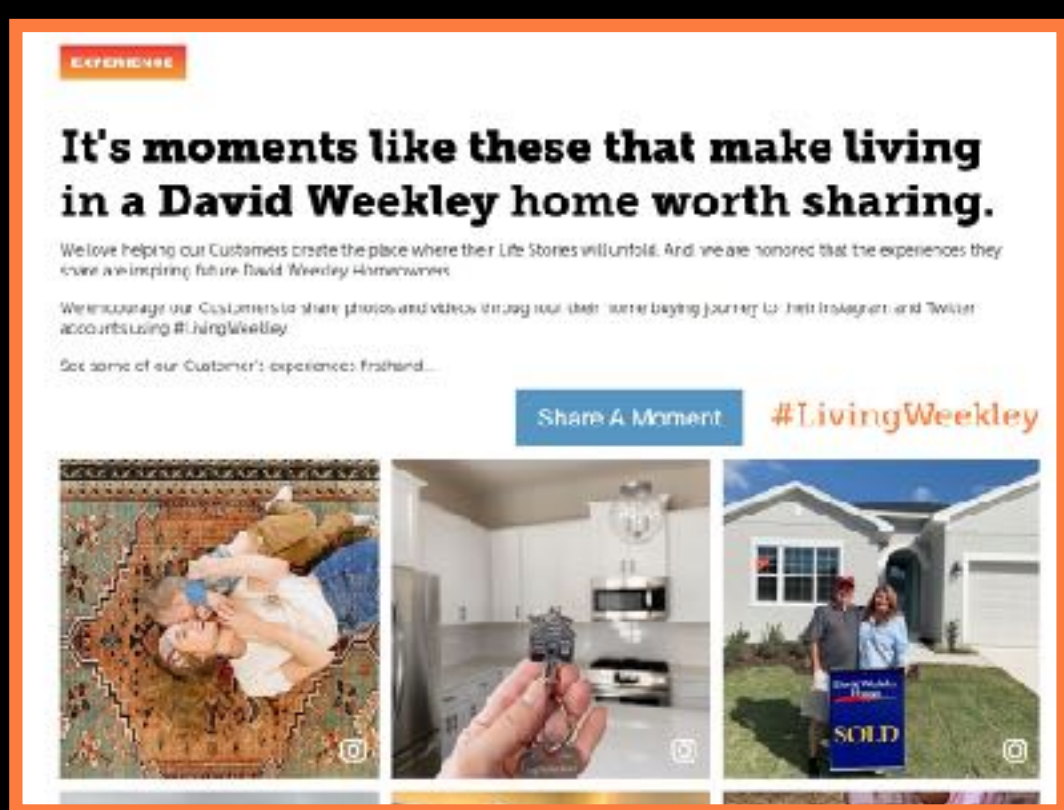 EXPERIENCE
It's moments like these that make living
in a David Weekley home worth sharing.
We love helping our Customers create the place where their Life Stories will unfold. And, we are honored that the experiences they
share are inspiring future David Weekley Homeowners.
We encourage our Customers to share photos and videos throughout their home buying journey to their Instagram and Twitter
accounts using #LivingWeekley
See some of our Customer's experiences firsthand...
Share A Moment
#LivingWeekley
David Weekley
Homes
SOLD